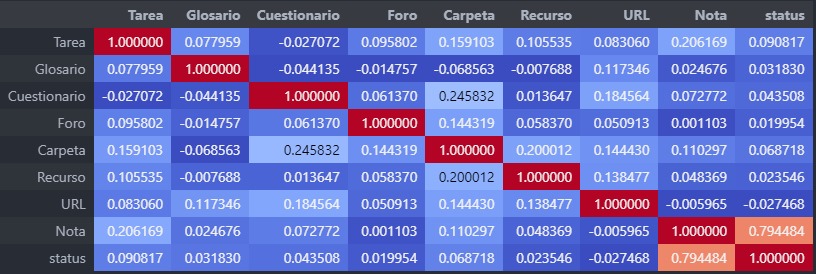 Tarea Glosario Cuestionario Foro Carpeta Recurso URL Nota status
Tarea 1.000000 0.077959 -0.027072 0.095802 0.159103 0.105535 0.083060 0.206169 0.090817
Glosario 0.077959 1.000000 -0.044135 -0.014757 -0.068563 -0.007688 0.117346 0.024676 0.031830
Cuestionario -0.027072 -0.044135 1.000000 0.061370 0.245832 0.013647 0.184564 0.072772 0.043508
Foro 0.095802 -0.014757 0.061370 1.000000 0.144319 0.058370 0.050913 0.001103 0.019954
Carpeta 0.159103 -0.068563 0.245832 0.144319 1.000000 0.200012 0.144430 0.110297 0.068718
Recurso 0.105535 -0.007688 0.013647 0.058370 0.200012 1.000000 0.138477 0.048369 0.023546
URL 0.083060 0.117346 0.184564 0.050913 0.144430 0.138477 1.000000 -0.005965 -0.027468
Nota 0.206169 0.024676 0.072772 0.001103 0.110297 0.048369 -0.005965 1.000000 0.794484
status 0.090817 0.031830 0.043508 0.019954 0.068718 0.023546 -0.027468 0.794484 1.000000